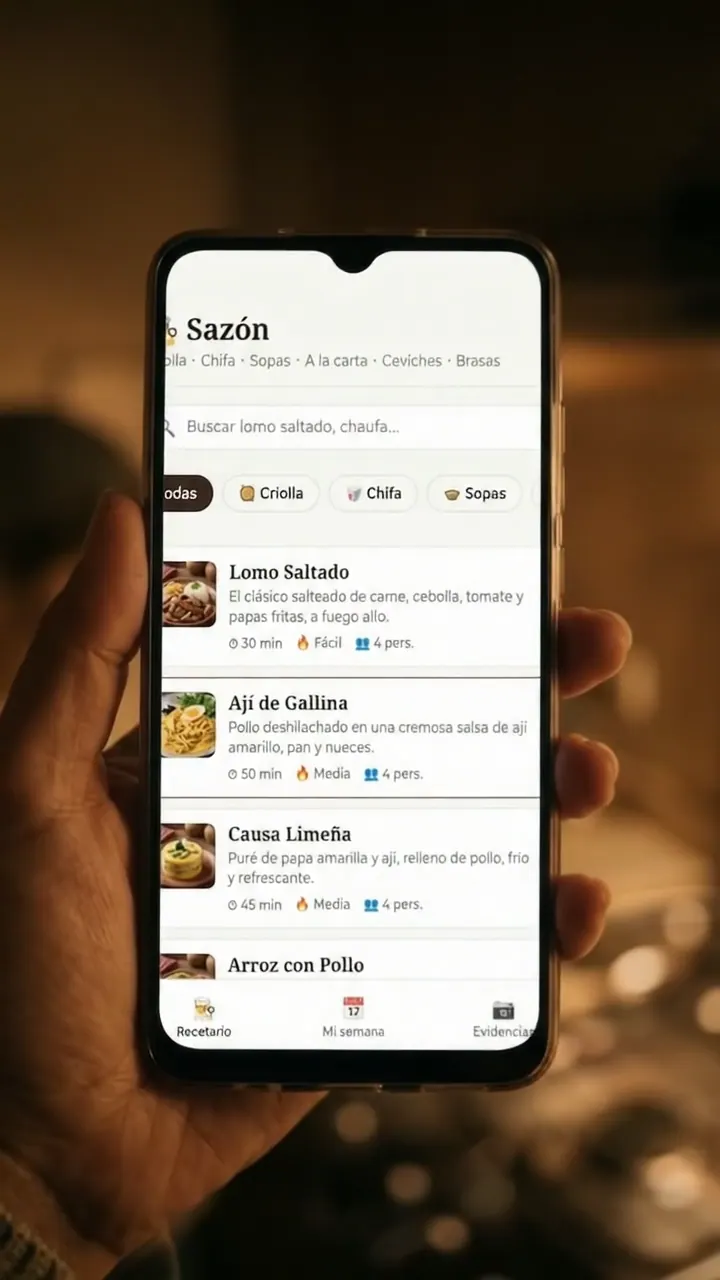 Sazón
olla · Chifa · Sopas · A la carta · Ceviches · Brasas
Buscar lomo saltado, chaufa...
odas Criolla Chifa Sopas
Lomo Saltado
El clásico salteado de carne, cebolla, tomate y
papas fritas, a fuego allo.
30 min Fácil 4 pers.
Ají de Gallina
Pollo deshilachado en una cremosa salsa de ají
amarillo, pan y nueces.
50 min Media 4 pers.
Causa Limeña
Puré de papa amarilla y aji, relleno de pollo, frío
y refrescante.
45 min Media 4 pers.
Arroz con Pollo
17
Recetario Mi semana Evidencias